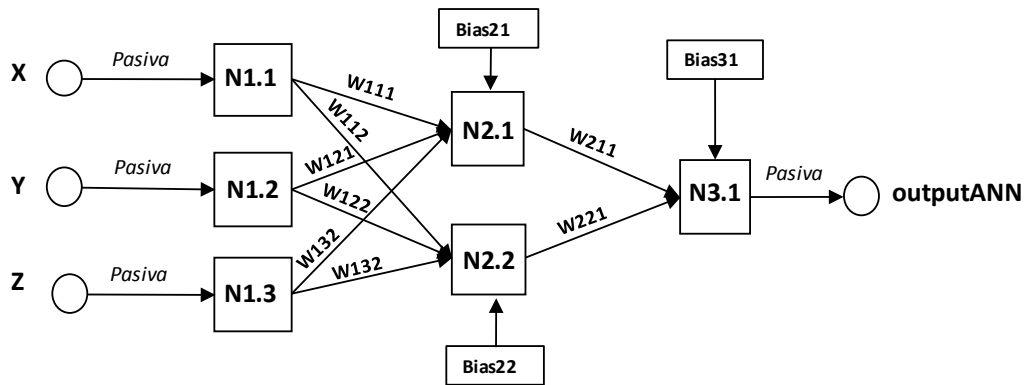 Bias21
X
Pasiva
N1.1
W111
W112
Bias31
N2.1
W211
Y
Pasiva
N1.2
W121
W122
N3.1
Pasiva
outputANN
W132
W221
Z
Pasiva
N1.3
W132
N2.2
Bias22